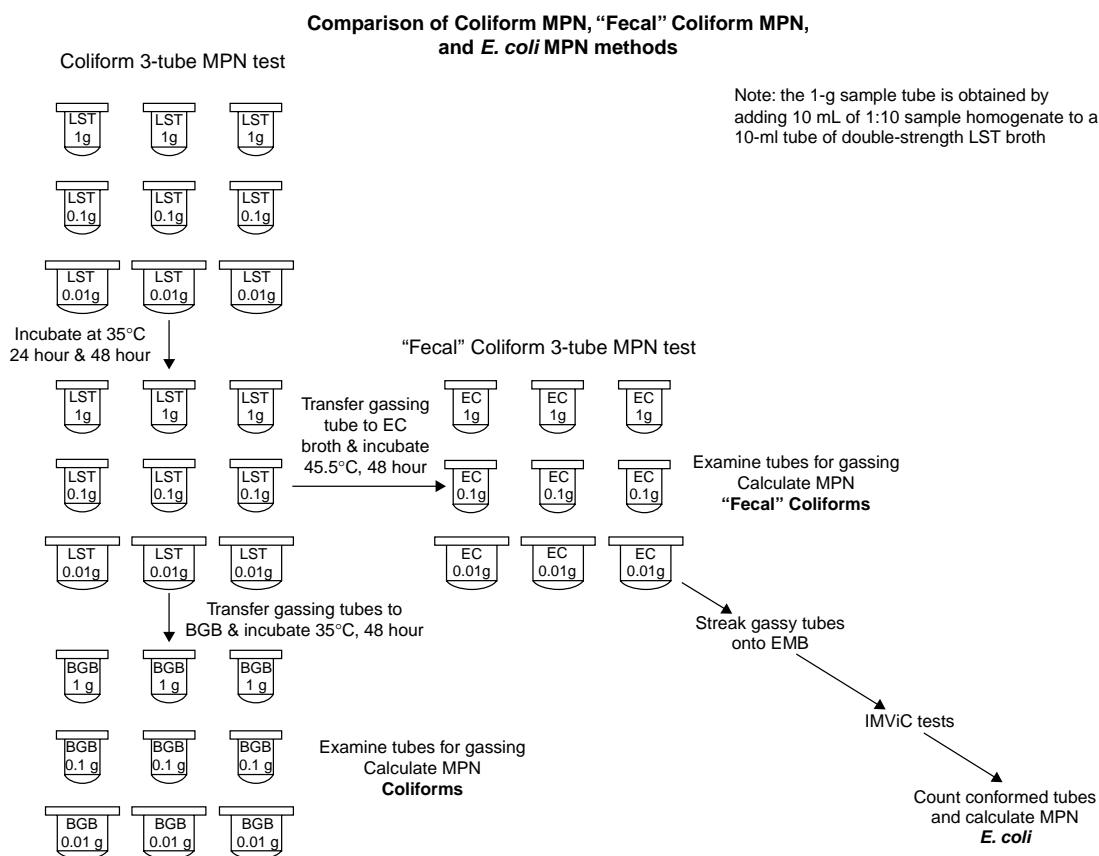 Comparison of Coliform MPN, “Fecal” Coliform MPN,
and E. coli MPN methods
Coliform 3-tube MPN test
Note: the 1-g sample tube is obtained by
adding 10 mL of 1:10 sample homogenate to a
10-ml tube of double-strength LST broth
LST LST LST
1g 1g 1g
LST LST LST
0.1g 0.1g 0.1g
LST LST LST
0.01g 0.01g 0.01g
Incubate at 35°C
24 hour & 48 hour
“Fecal” Coliform 3-tube MPN test
LST LST LST
1g 1g 1g
Transfer gassing
tube to EC
broth & incubate
45.5°C, 48 hour
EC EC EC
1g 1g 1g
LST LST LST
0.1g 0.1g 0.1g
EC EC EC
0.1g 0.1g 0.1g
Examine tubes for gassing
Calculate MPN
“Fecal” Coliforms
LST LST LST
0.01g 0.01g 0.01g
EC EC EC
0.01g 0.01g 0.01g
Transfer gassing tubes to
BGB & incubate 35°C, 48 hour
Streak gassy tubes
onto EMB
BGB BGB BGB
1 g 1 g 1 g
IMViC tests
BGB BGB BGB
0.1 g 0.1 g 0.1 g
Examine tubes for gassing
Calculate MPN
Coliforms
Count conformed tubes
and calculate MPN
E. coli
BGB BGB BGB
0.01 g 0.01 g 0.01 g